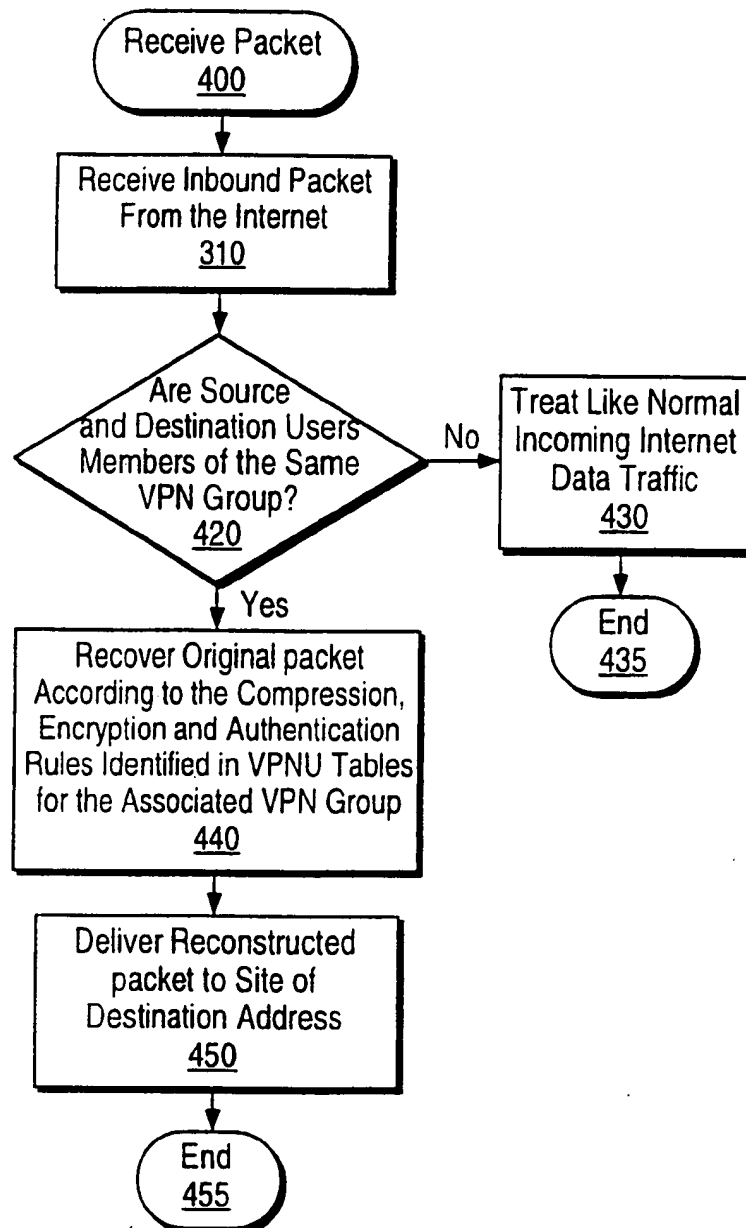 Receive Packet
400
Receive Inbound Packet
From the Internet
310
Are Source
and Destination Users
Members of the Same
VPN Group?
420
No
Treat Like Normal
Incoming Internet
Data Traffic
430
End
435
Yes
Recover Original packet
According to the Compression,
Encryption and Authentication
Rules Identified in VPNU Tables
for the Associated VPN Group
440
Deliver Reconstructed
packet to Site of
Destination Address
450
End
455